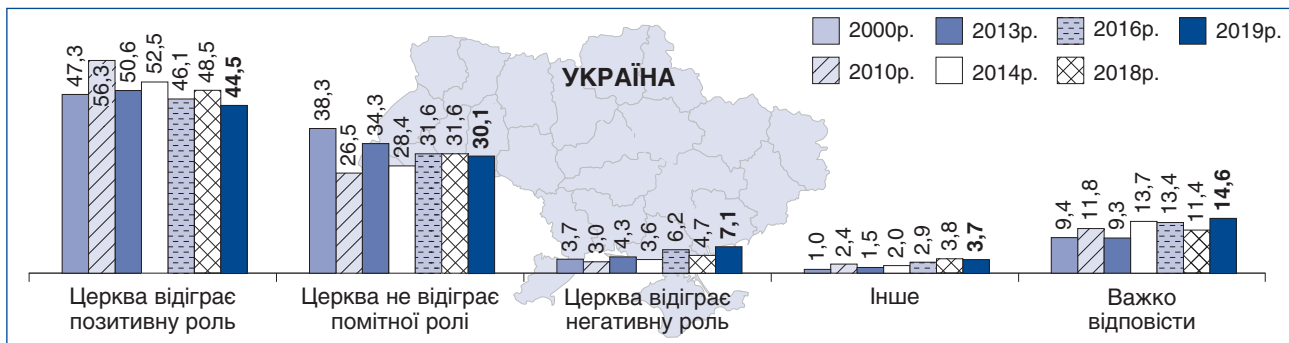 УКРАЇНА
2000р. 2013р. 2016р. 2019р.
2010р. 2014р. 2018р.
47,3 56,3 50,6 52,5 46,1 48,5 44,5
38,3 26,5 34,3 28,4 31,6 31,6 30,1
3,7 3,0 4,3 3,6 6,2 4,7 7,1
1,0 2,4 1,5 2,0 2,9 3,8 3,7
9,4 11,8 9,3 13,7 13,4 11,4 14,6
Церква відіграє
позитивну роль
Церква не відіграє
помітної ролі
Церква відіграє
негативну роль
Інше
Важко
відповісти